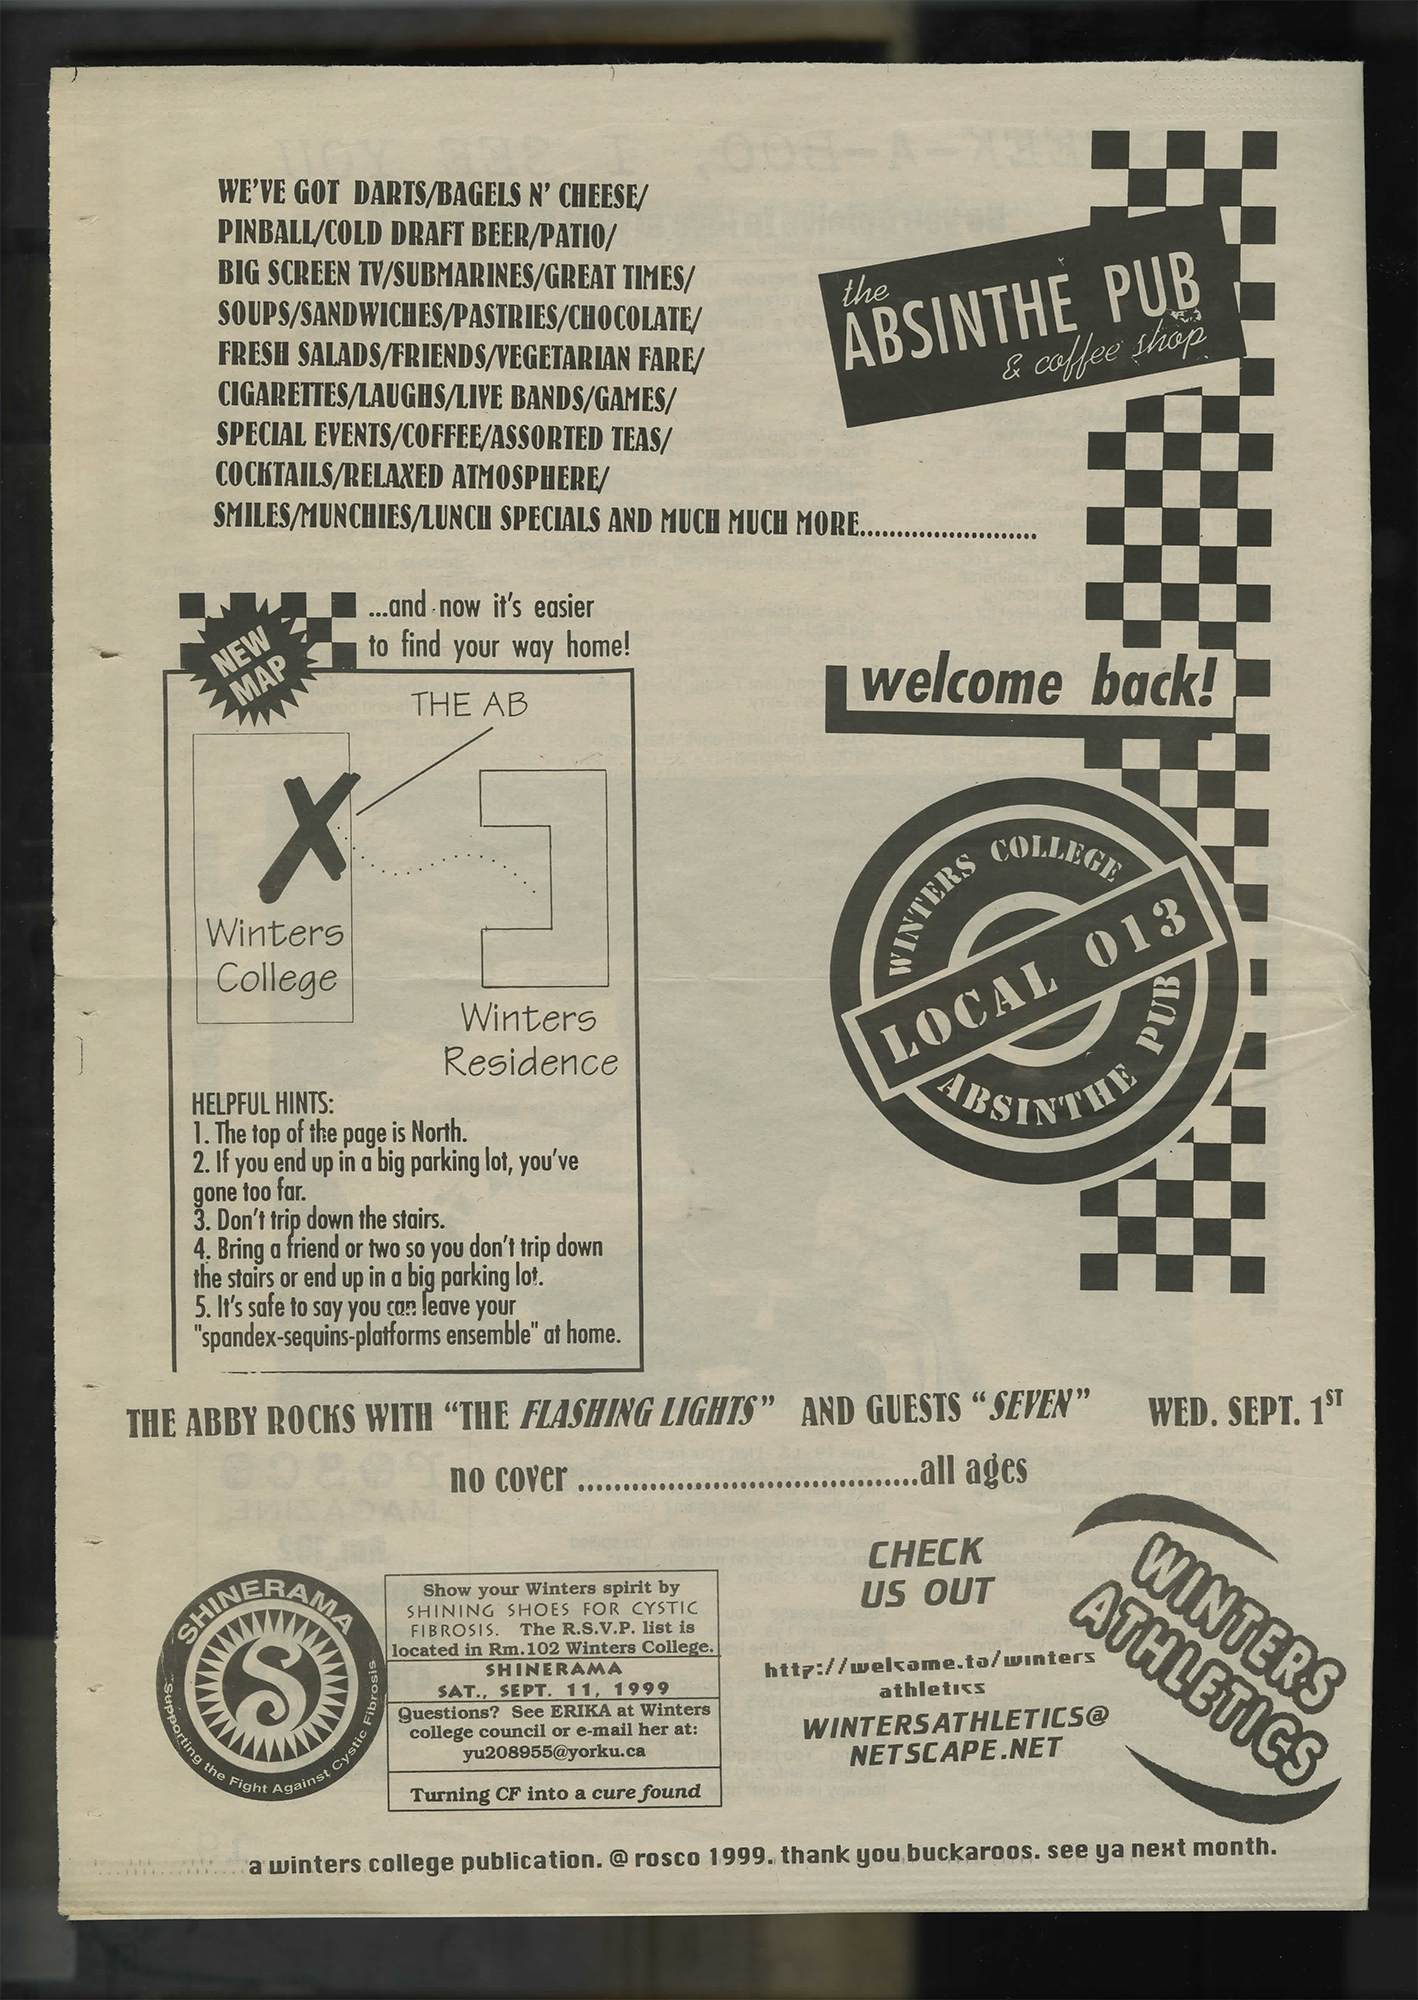 WE'VE GOT DARTS/BAGELS N' CHEESE/
PINBALL/COLD DRAFT BEER/PATIO/
BIG SCREEN TV/SUBMARINES/GREAT TIMES/
SOUPS/SANDWICHES/PASTRIES/CHOCOLATE/
FRESH SALADS/FRIENDS/VEGETARIAN FARE/
CIGARETTES/LAUGHS/LIVE BANDS/GAMES/
SPECIAL EVENTS/COFFEE/ASSORTED TEAS/
COCKTAILS/RELAXED ATMOSPHERE/
SMILES/MUNCHIES/LUNCH SPECIALS AND MUCH MUCH MORE........................
the
ABSINTHE PUB
& coffee shop
NEW
MAP
...and now it's easier
to find your way home!
THE AB
X
Winters
College
Winters
Residence
HELPFUL HINTS:
1. The top of the page is North.
2. If you end up in a big parking lot, you've
gone too far.
3. Don't trip down the stairs.
4. Bring a friend or two so you don't trip down
the stairs or end up in a big parking lot.
5. It's safe to say you can leave your
"spandex-sequins-platforms ensemble" at home.
welcome back!
WINTERS COLLEGE
LOCAL 013
ABSINTHE PUB
THE ABBY ROCKS WITH "THE FLASHING LIGHTS" AND GUESTS "SEVEN" WED. SEPT. 1ST
no cover .....................................all ages
SHINERAMA
S
Supporting the Fight Against Cystic Fibrosis
Show your Winters spirit by
SHINING SHOES FOR CYSTIC
FIBROSIS. The R.S.V.P. list is
located in Rm.102 Winters College.
SHINERAMA
SAT., SEPT. 11, 1999
Questions? See ERIKA at Winters
college council or e-mail her at:
yu208955@yorku.ca
Turning CF into a cure found
CHECK
US OUT
http://welcome.to/winters
athletics
WINTERSATHLETICS@
NETSCAPE.NET
WINTERS
ATHLETICS
a winters college publication. @ rosco 1999. thank you buckaroos. see ya next month.